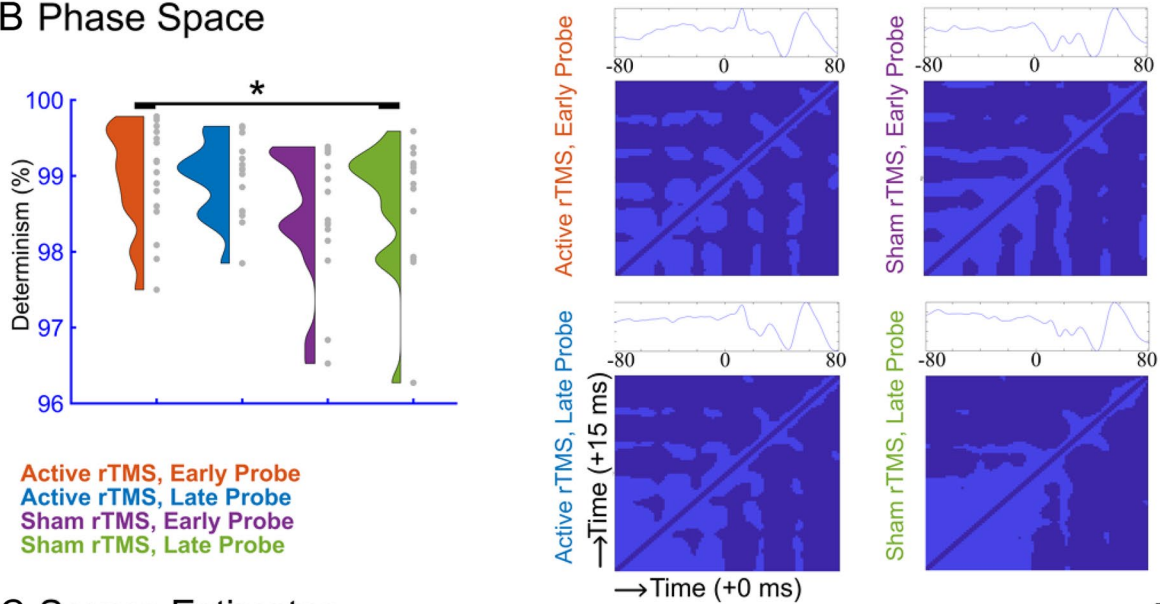 B Phase Space
*
100
99
98
97
96
Determinism (%)
Active rTMS, Early Probe
Active rTMS, Late Probe
Sham rTMS, Early Probe
Sham rTMS, Late Probe
Active rTMS, Early Probe
-80 0 80
Sham rTMS, Early Probe
-80 0 80
Active rTMS, Late Probe
-80 0 80
→Time (+15 ms)
→Time (+0 ms)
Sham rTMS, Late Probe
-80 0 80